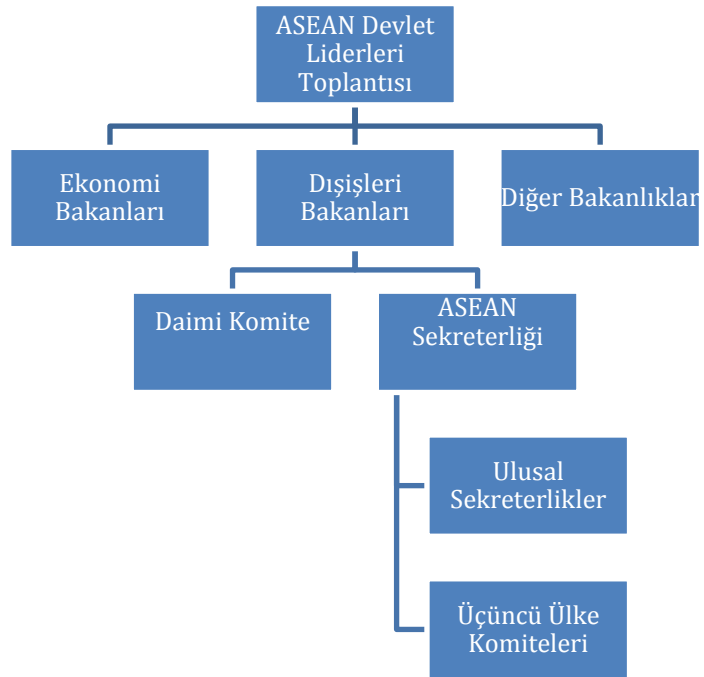 ASEAN Devlet
Liderleri
Toplantısı
Ekonomi
Bakanları
Dışişleri
Bakanları
Diğer Bakanlıklar
Daimi Komite
ASEAN
Sekreterliği
Ulusal
Sekreterlikler
Üçüncü Ülke
Komiteleri